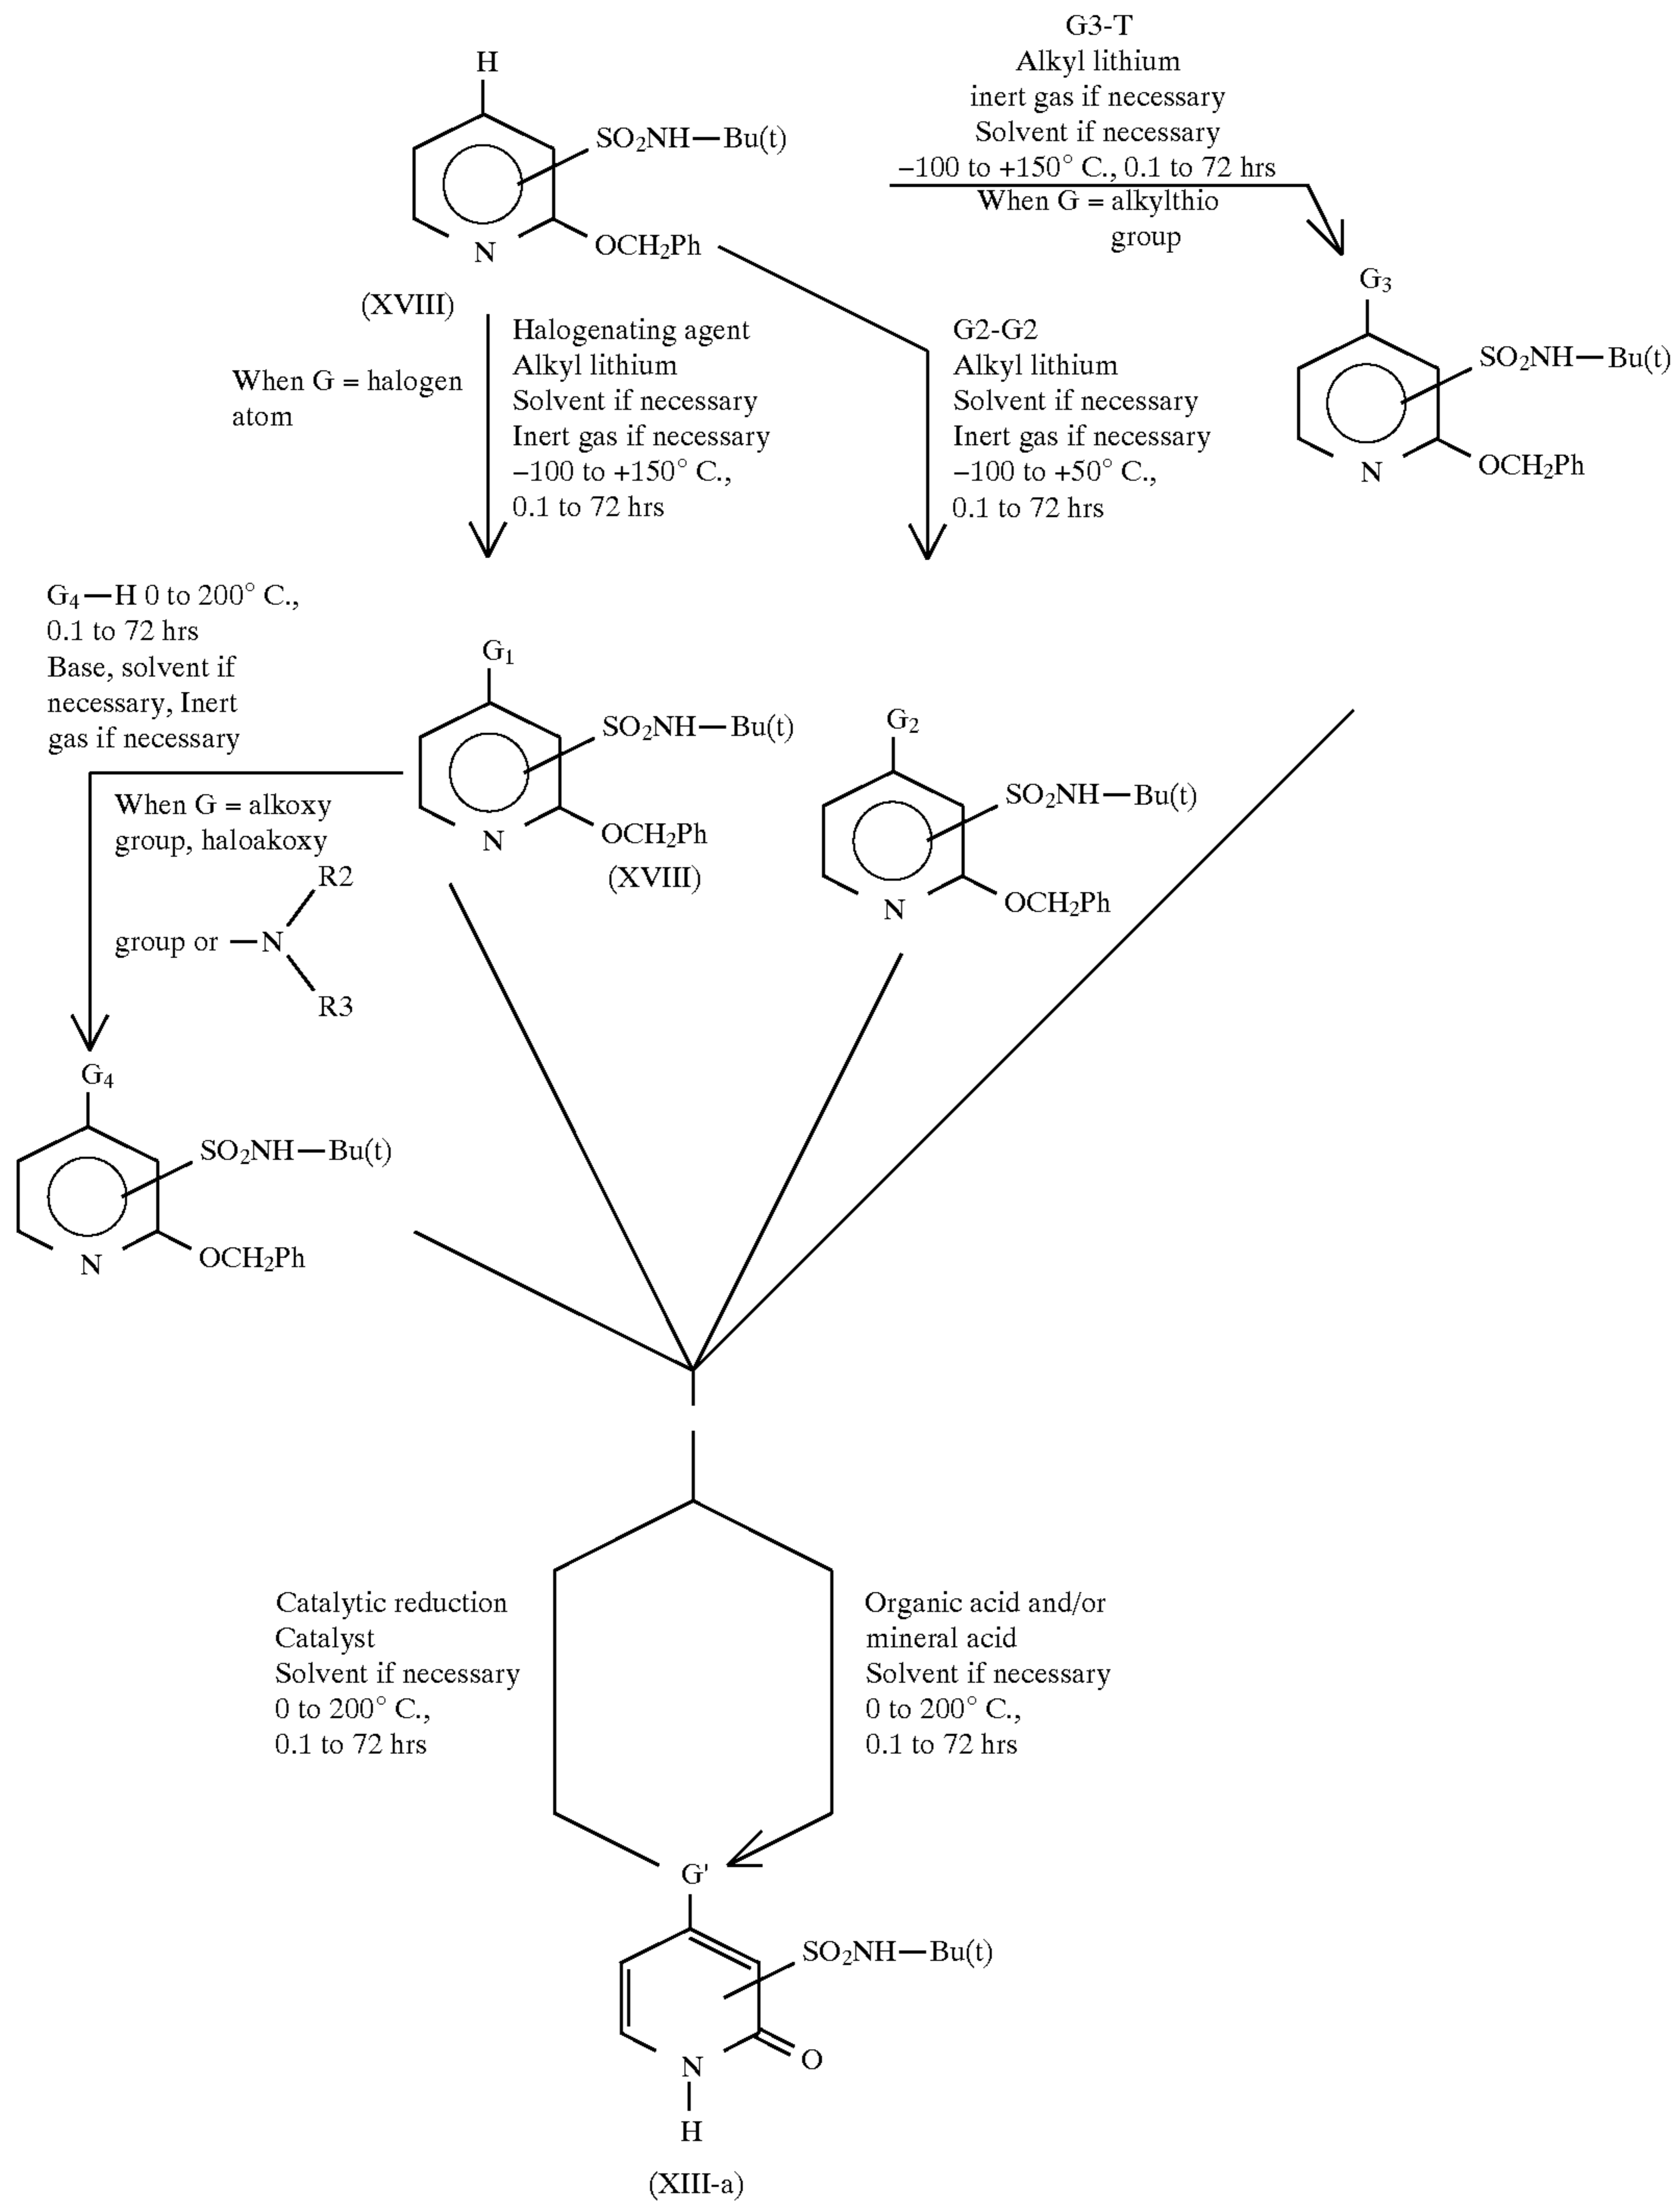 G3-T
Alkyl lithium
inert gas if necessary
Solvent if necessary
−100 to +150° C., 0.1 to 72 hrs
When G = alkylthio
group
H
SO₂NH—Bu(t)
OCH₂Ph
N
(XVIII)
When G = halogen
atom
Halogenating agent
Alkyl lithium
Solvent if necessary
Inert gas if necessary
−100 to +150° C.,
0.1 to 72 hrs
G2-G2
Alkyl lithium
Solvent if necessary
Inert gas if necessary
−100 to +50° C.,
0.1 to 72 hrs
G₃
SO₂NH—Bu(t)
OCH₂Ph
N
G₄—H 0 to 200° C.,
0.1 to 72 hrs
Base, solvent if
necessary, Inert
gas if necessary
When G = alkoxy
group, haloakoxy
R2
group or —N
R3
G₁
SO₂NH—Bu(t)
OCH₂Ph
N
(XVIII)
G₂
SO₂NH—Bu(t)
OCH₂Ph
N
G₄
SO₂NH—Bu(t)
OCH₂Ph
N
Catalytic reduction
Catalyst
Solvent if necessary
0 to 200° C.,
0.1 to 72 hrs
Organic acid and/or
mineral acid
Solvent if necessary
0 to 200° C.,
0.1 to 72 hrs
G'
SO₂NH—Bu(t)
O
N
H
(XIII-a)